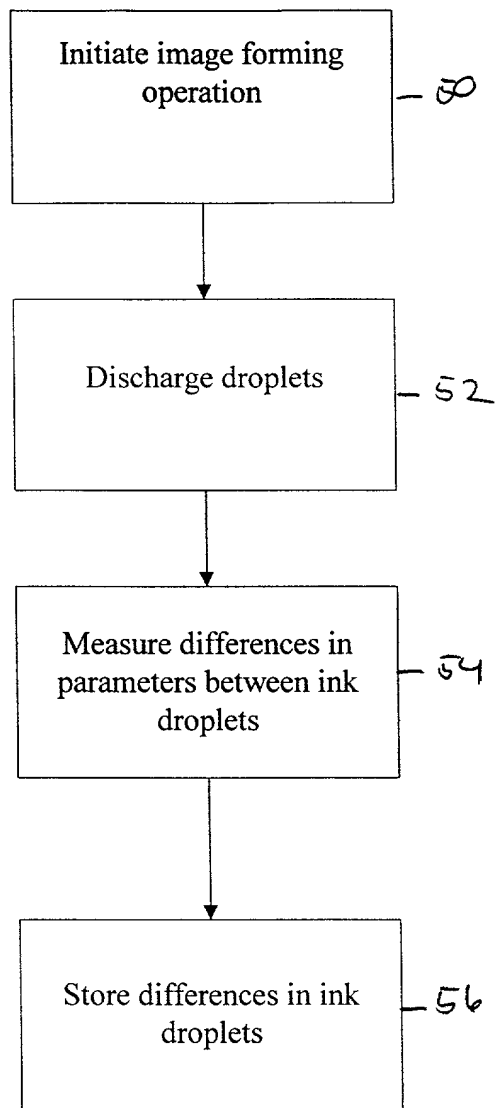 Initiate image forming
operation
- 50
Discharge droplets
- 52
Measure differences in
parameters between ink
droplets
- 54
Store differences in ink
droplets
- 56